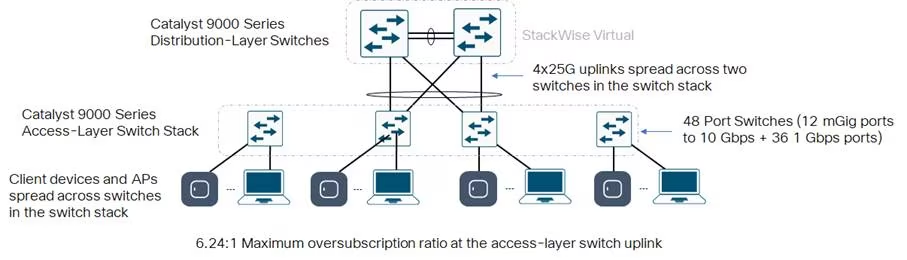 Catalyst 9000 Series
Distribution-Layer Switches
StackWise Virtual
4x25G uplinks spread across two
switches in the switch stack
Catalyst 9000 Series
Access-Layer Switch Stack
48 Port Switches (12 mGig ports
to 10 Gbps + 36 1 Gbps ports)
Client devices and APs
spread across switches
in the switch stack
...
...
...
...
6.24:1 Maximum oversubscription ratio at the access-layer switch uplink